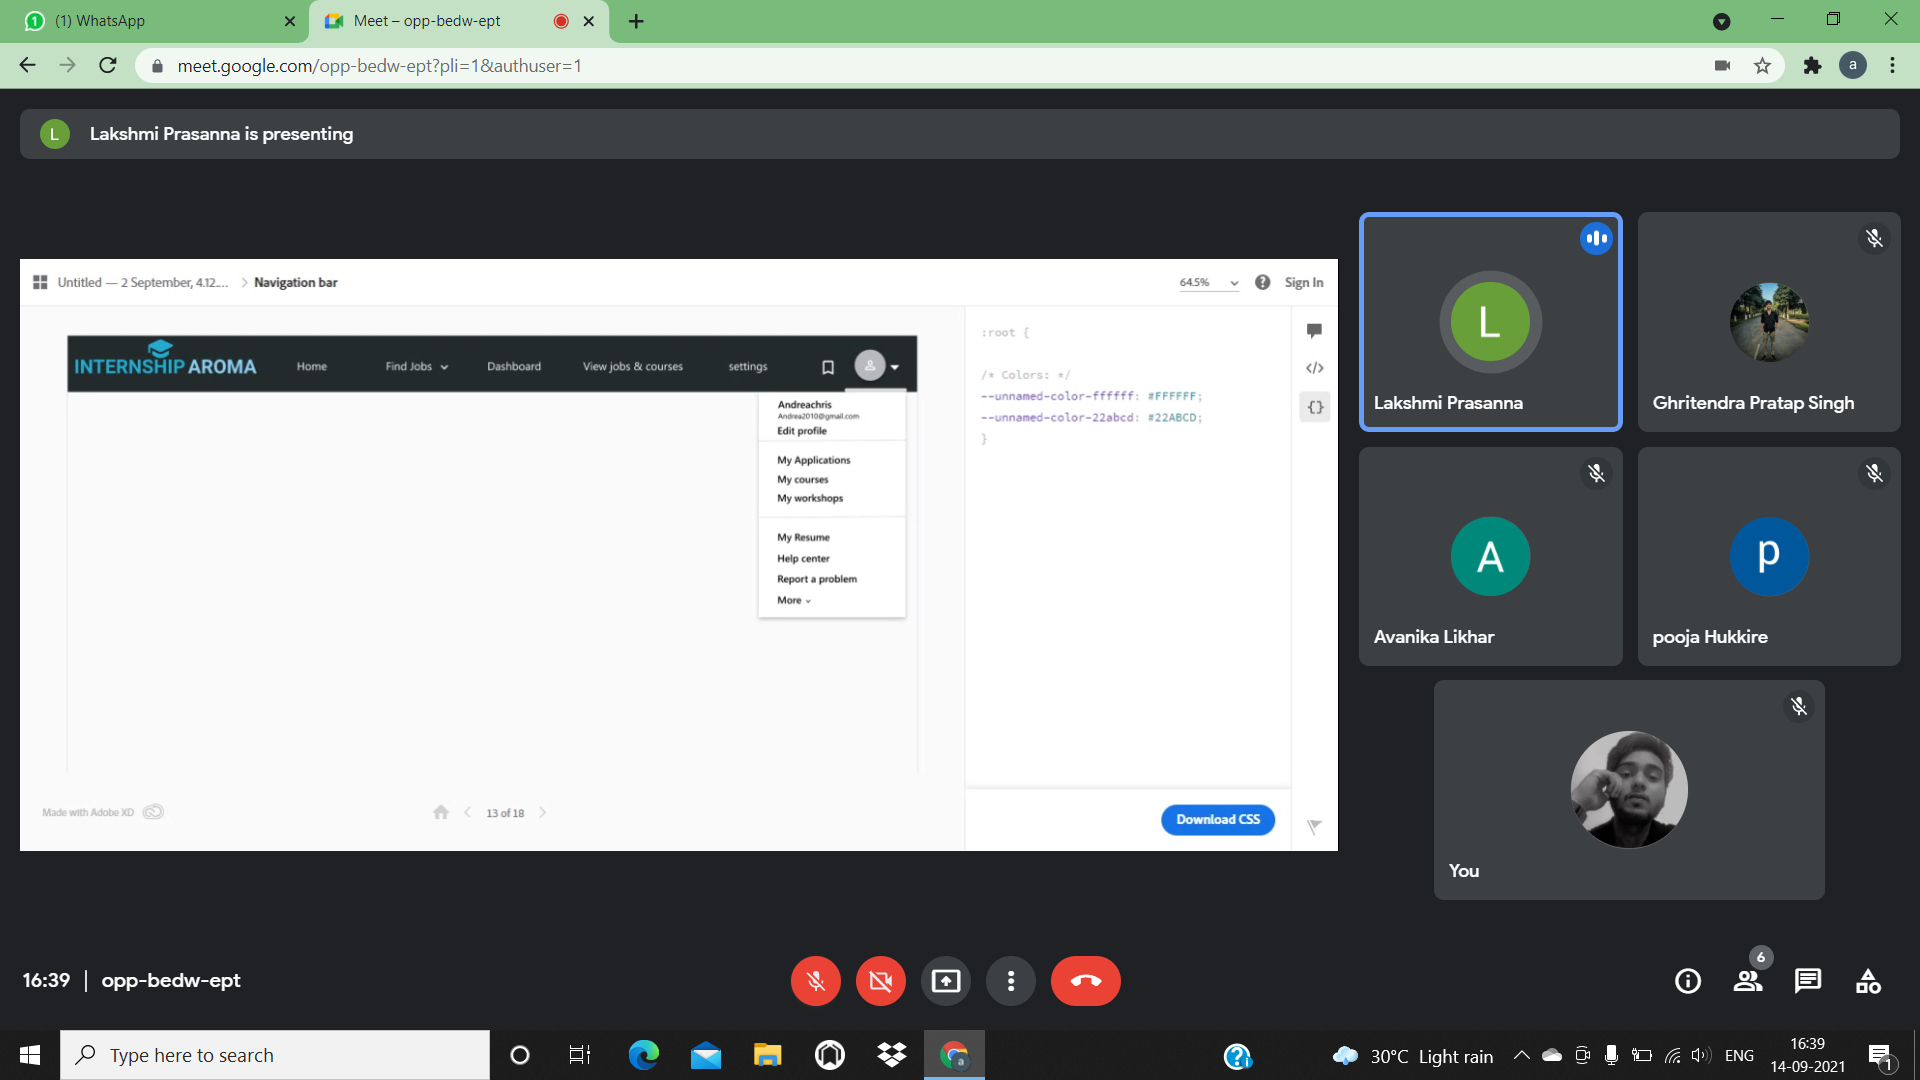 (1) WhatsApp
Meet – opp-bedw-ept
meet.google.com/opp-bedw-ept?pli=1&authuser=1
a
L
Lakshmi Prasanna is presenting
Untitled — 2 September, 4.12....
Navigation bar
64.5%
Sign In
INTERNSHIP AROMA
Home
Find Jobs
Dashboard
View jobs & courses
settings
Andreachris
Andrea2010@gmail.com
Edit profile
My Applications
My courses
My workshops
My Resume
Help center
Report a problem
More
:root {
/* Colors: */
--unnamed-color-ffffff: #FFFFFF;
--unnamed-color-22abcd: #22ABCD;
}
Made with Adobe XD
13 of 18
Download CSS
L
Lakshmi Prasanna
Ghritendra Pratap Singh
A
Avanika Likhar
p
pooja Hukkire
You
16:39 | opp-bedw-ept
6
Type here to search
a
30°C Light rain
ENG
16:39
14-09-2021
1